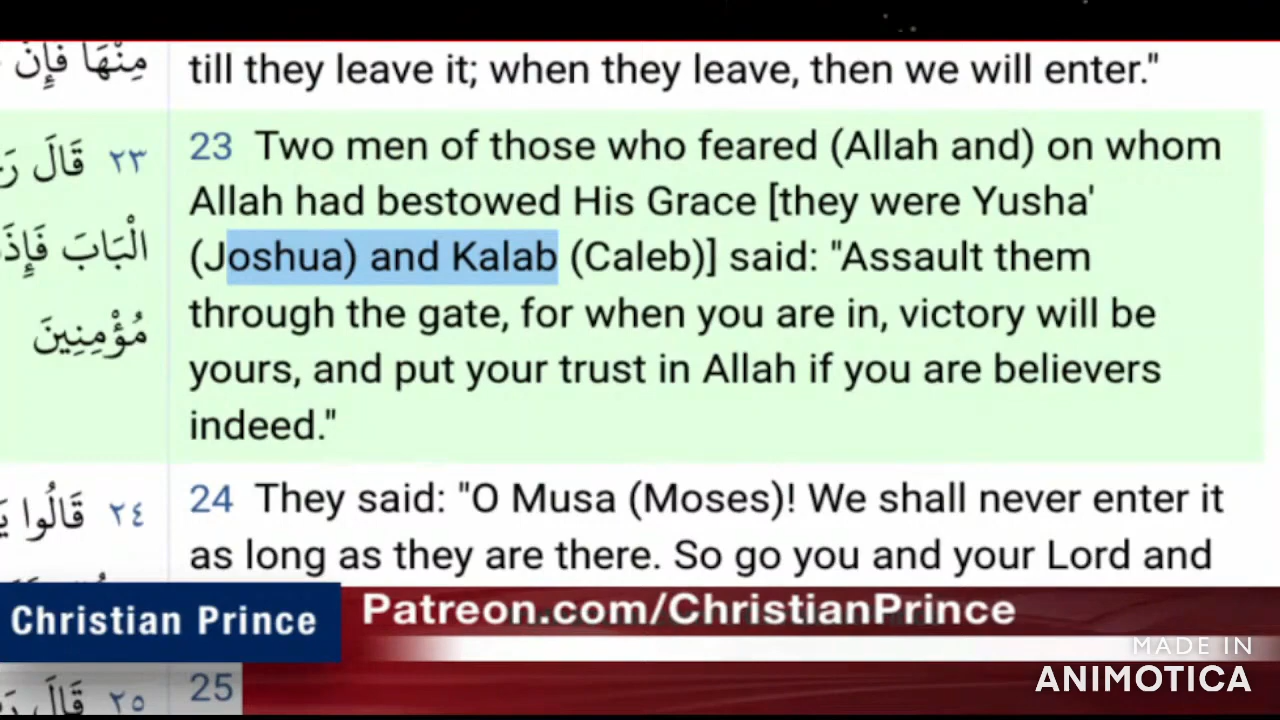 مِنْهَا فَإِنْ
till they leave it; when they leave, then we will enter."
٢٣ قَالَ رَ
23 Two men of those who feared (Allah and) on whom
Allah had bestowed His Grace [they were Yusha'
الْبَابَ فَإِذَ
(Joshua) and Kalab (Caleb)] said: "Assault them
through the gate, for when you are in, victory will be
مُؤْمِنِينَ
yours, and put your trust in Allah if you are believers
indeed."
٢٤ قَالُوا يَ
24 They said: "O Musa (Moses)! We shall never enter it
as long as they are there. So go you and your Lord and
Christian Prince
Patreon.com/ChristianPrince
MADE IN
ANIMOTICA
٢٥ قَالَ رَ
25